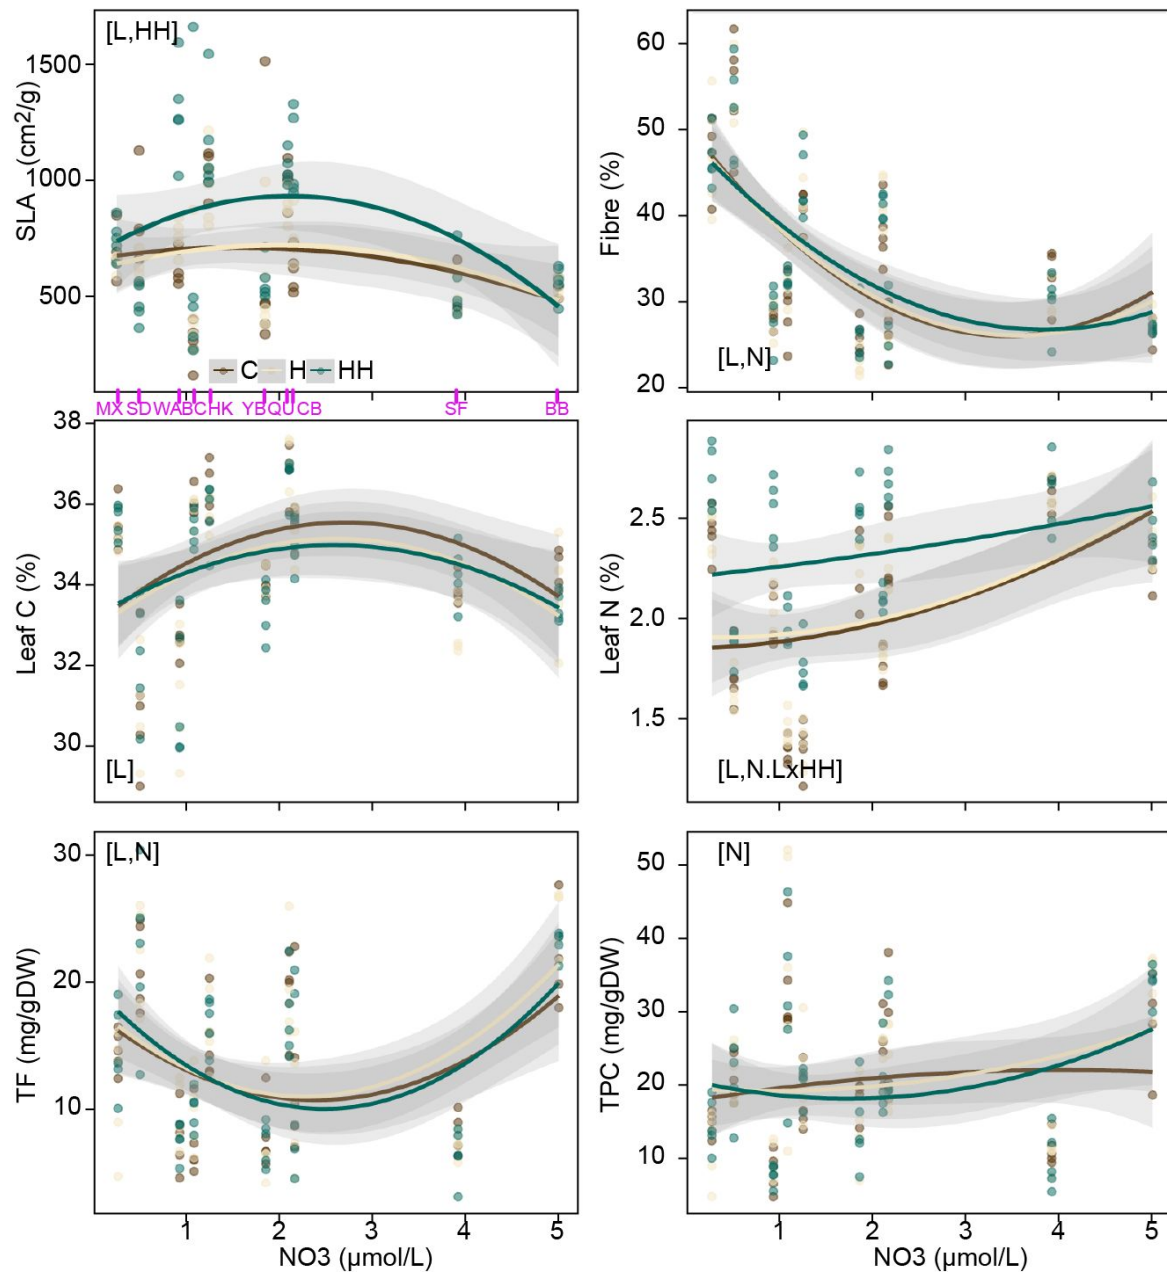 [L,HH]
SLA (cm2/g)
1500
1000
500
C H HH
MX SD WA BC HK YB QU CB SF BB
Fibre (%)
60
50
40
30
20
[L,N]
Leaf C (%)
38
36
34
32
30
[L]
Leaf N (%)
2.5
2.0
1.5
[L,N.LxHH]
[L,N]
TF (mg/gDW)
30
20
10
1 2 3 4 5
NO3 (µmol/L)
[N]
TPC (mg/gDW)
50
40
30
20
10
1 2 3 4 5
NO3 (µmol/L)